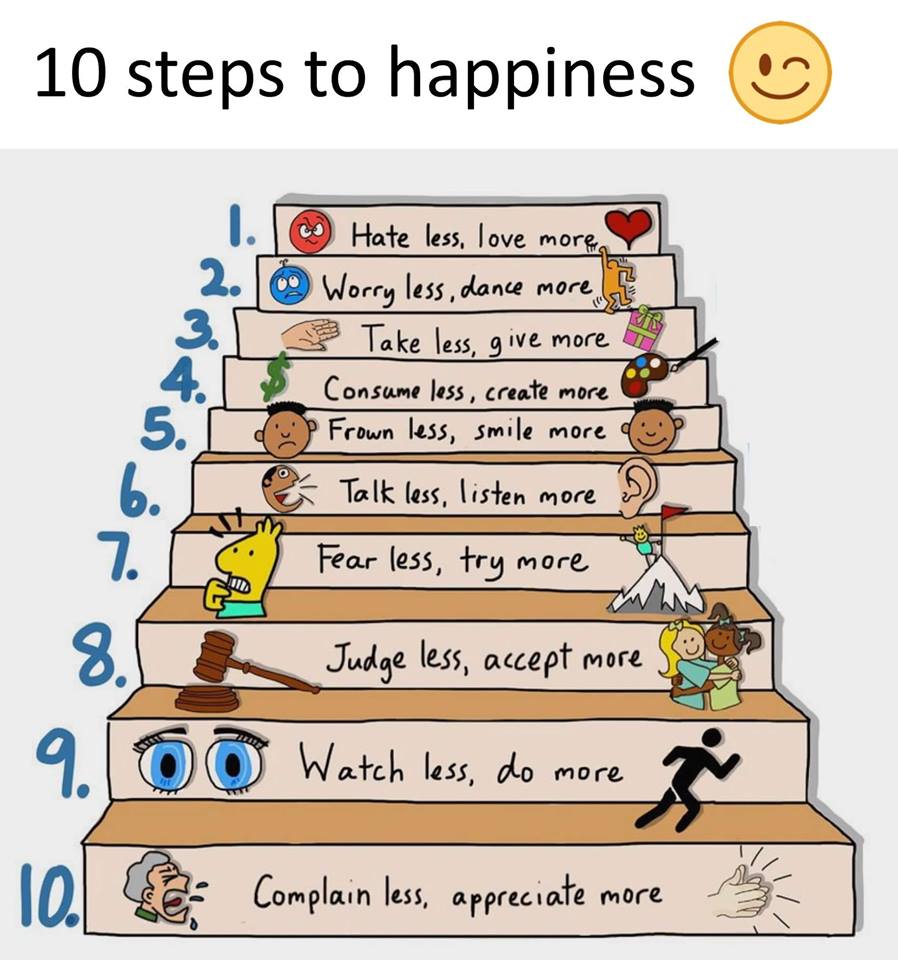 10 steps to happiness
1. Hate less, love more
2. Worry less, dance more
3. Take less, give more
4. $ Consume less, create more
5. Frown less, smile more
6. Talk less, listen more
7. Fear less, try more
8. Judge less, accept more
9. Watch less, do more
10. Complain less, appreciate more